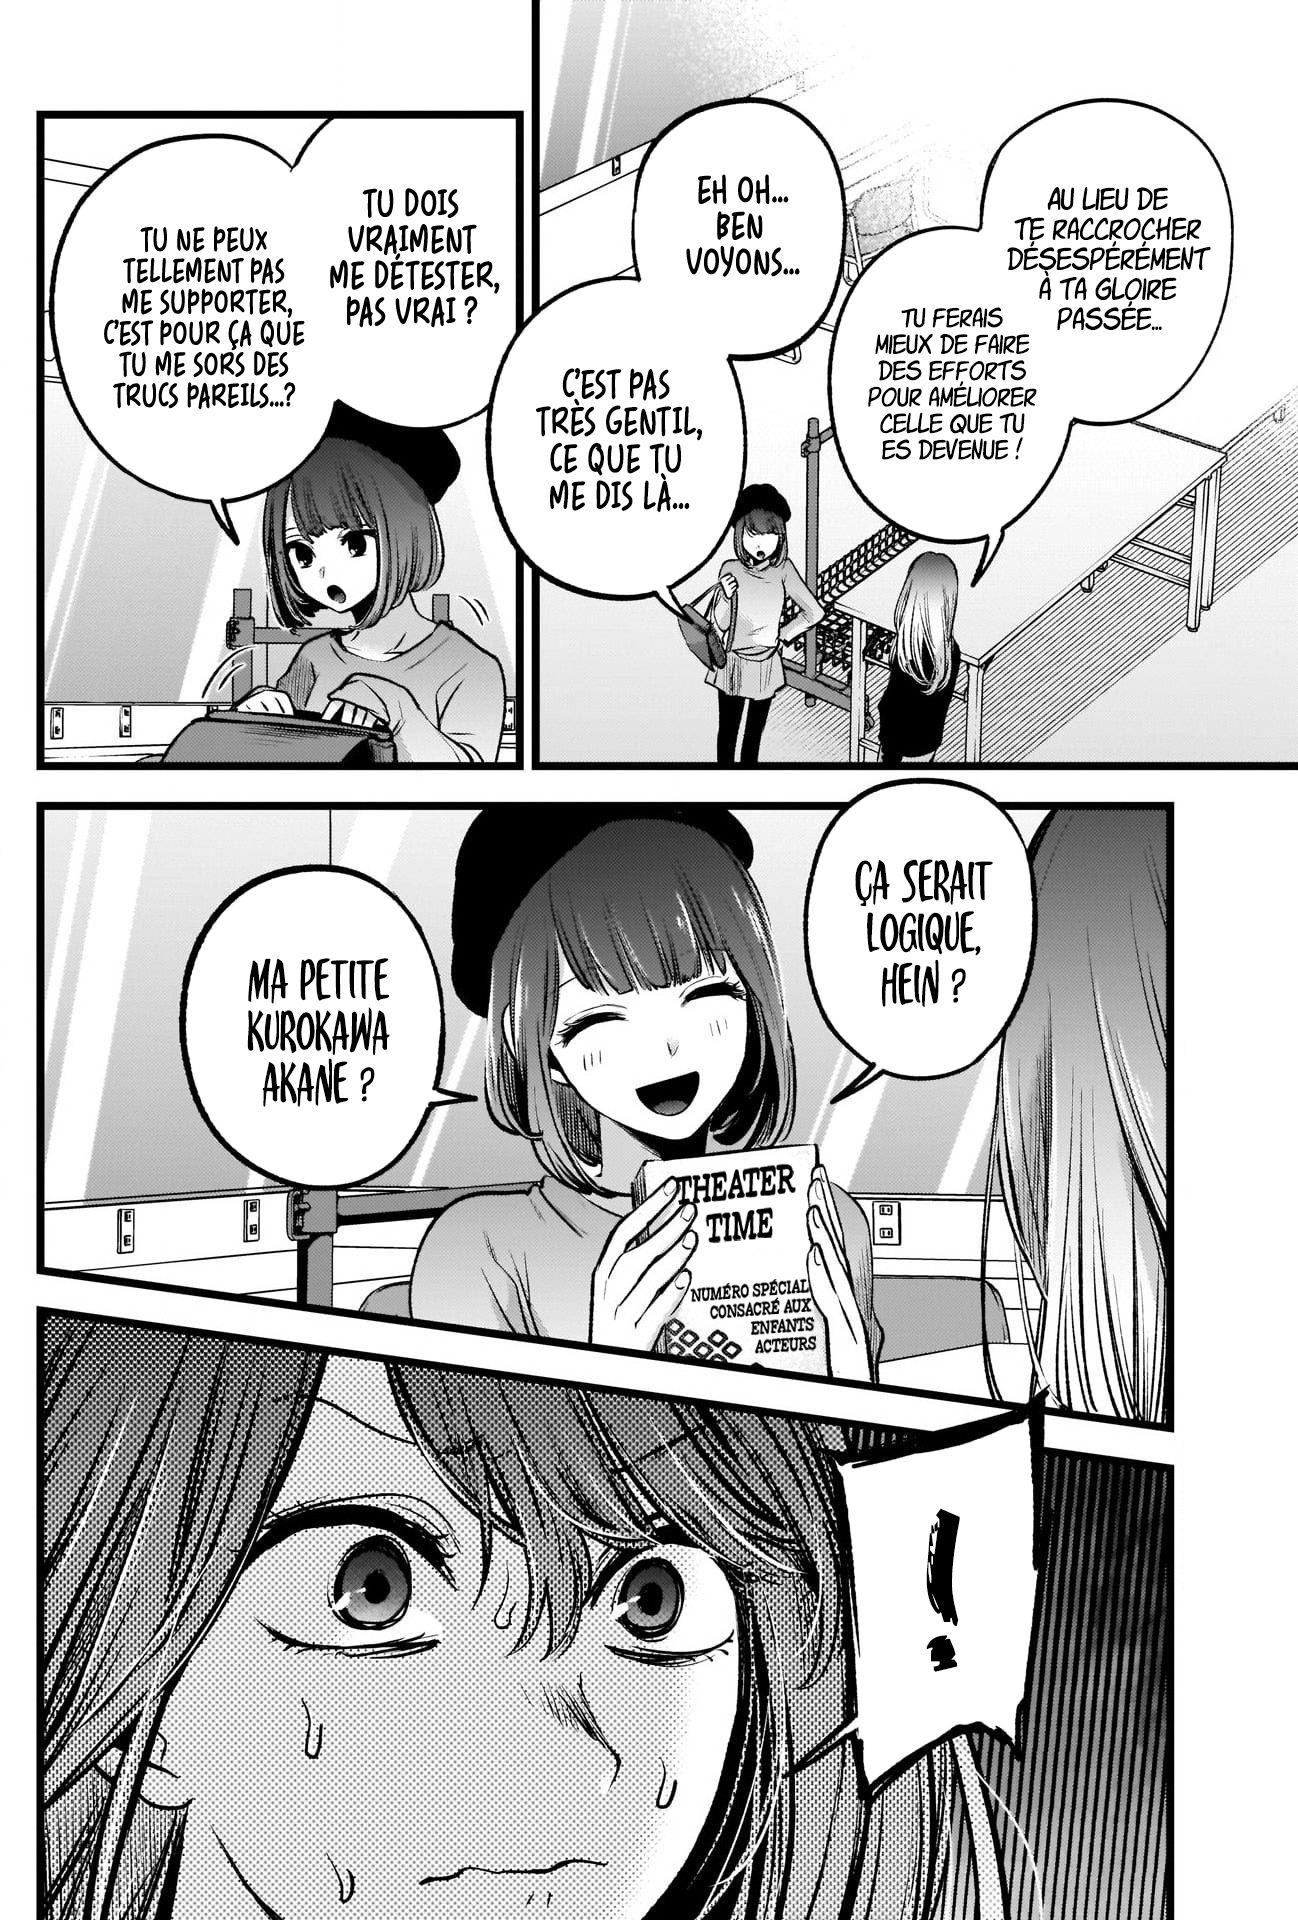 AU LIEU DE
TE RACCROCHER
DÉSESPÉRÉMENT
À TA GLOIRE
PASSÉE...
TU FERAIS
MIEUX DE FAIRE
DES EFFORTS
POUR AMÉLIORER
CELLE QUE TU
ES DEVENUE !
EH OH...
BEN
VOYONS...
C'EST PAS
TRÈS GENTIL,
CE QUE TU
ME DIS LÀ...
TU DOIS
VRAIMENT
ME DÉTESTER,
PAS VRAI ?
TU NE PEUX
TELLEMENT PAS
ME SUPPORTER,
C'EST POUR ÇA QUE
TU ME SORS DES
TRUCS PAREILS...?
ÇA SERAIT
LOGIQUE,
HEIN ?
MA PETITE
KUROKAWA
AKANE ?
THEATER
TIME
NUMÉRO SPÉCIAL
CONSACRÉ AUX
ENFANTS
ACTEURS
!